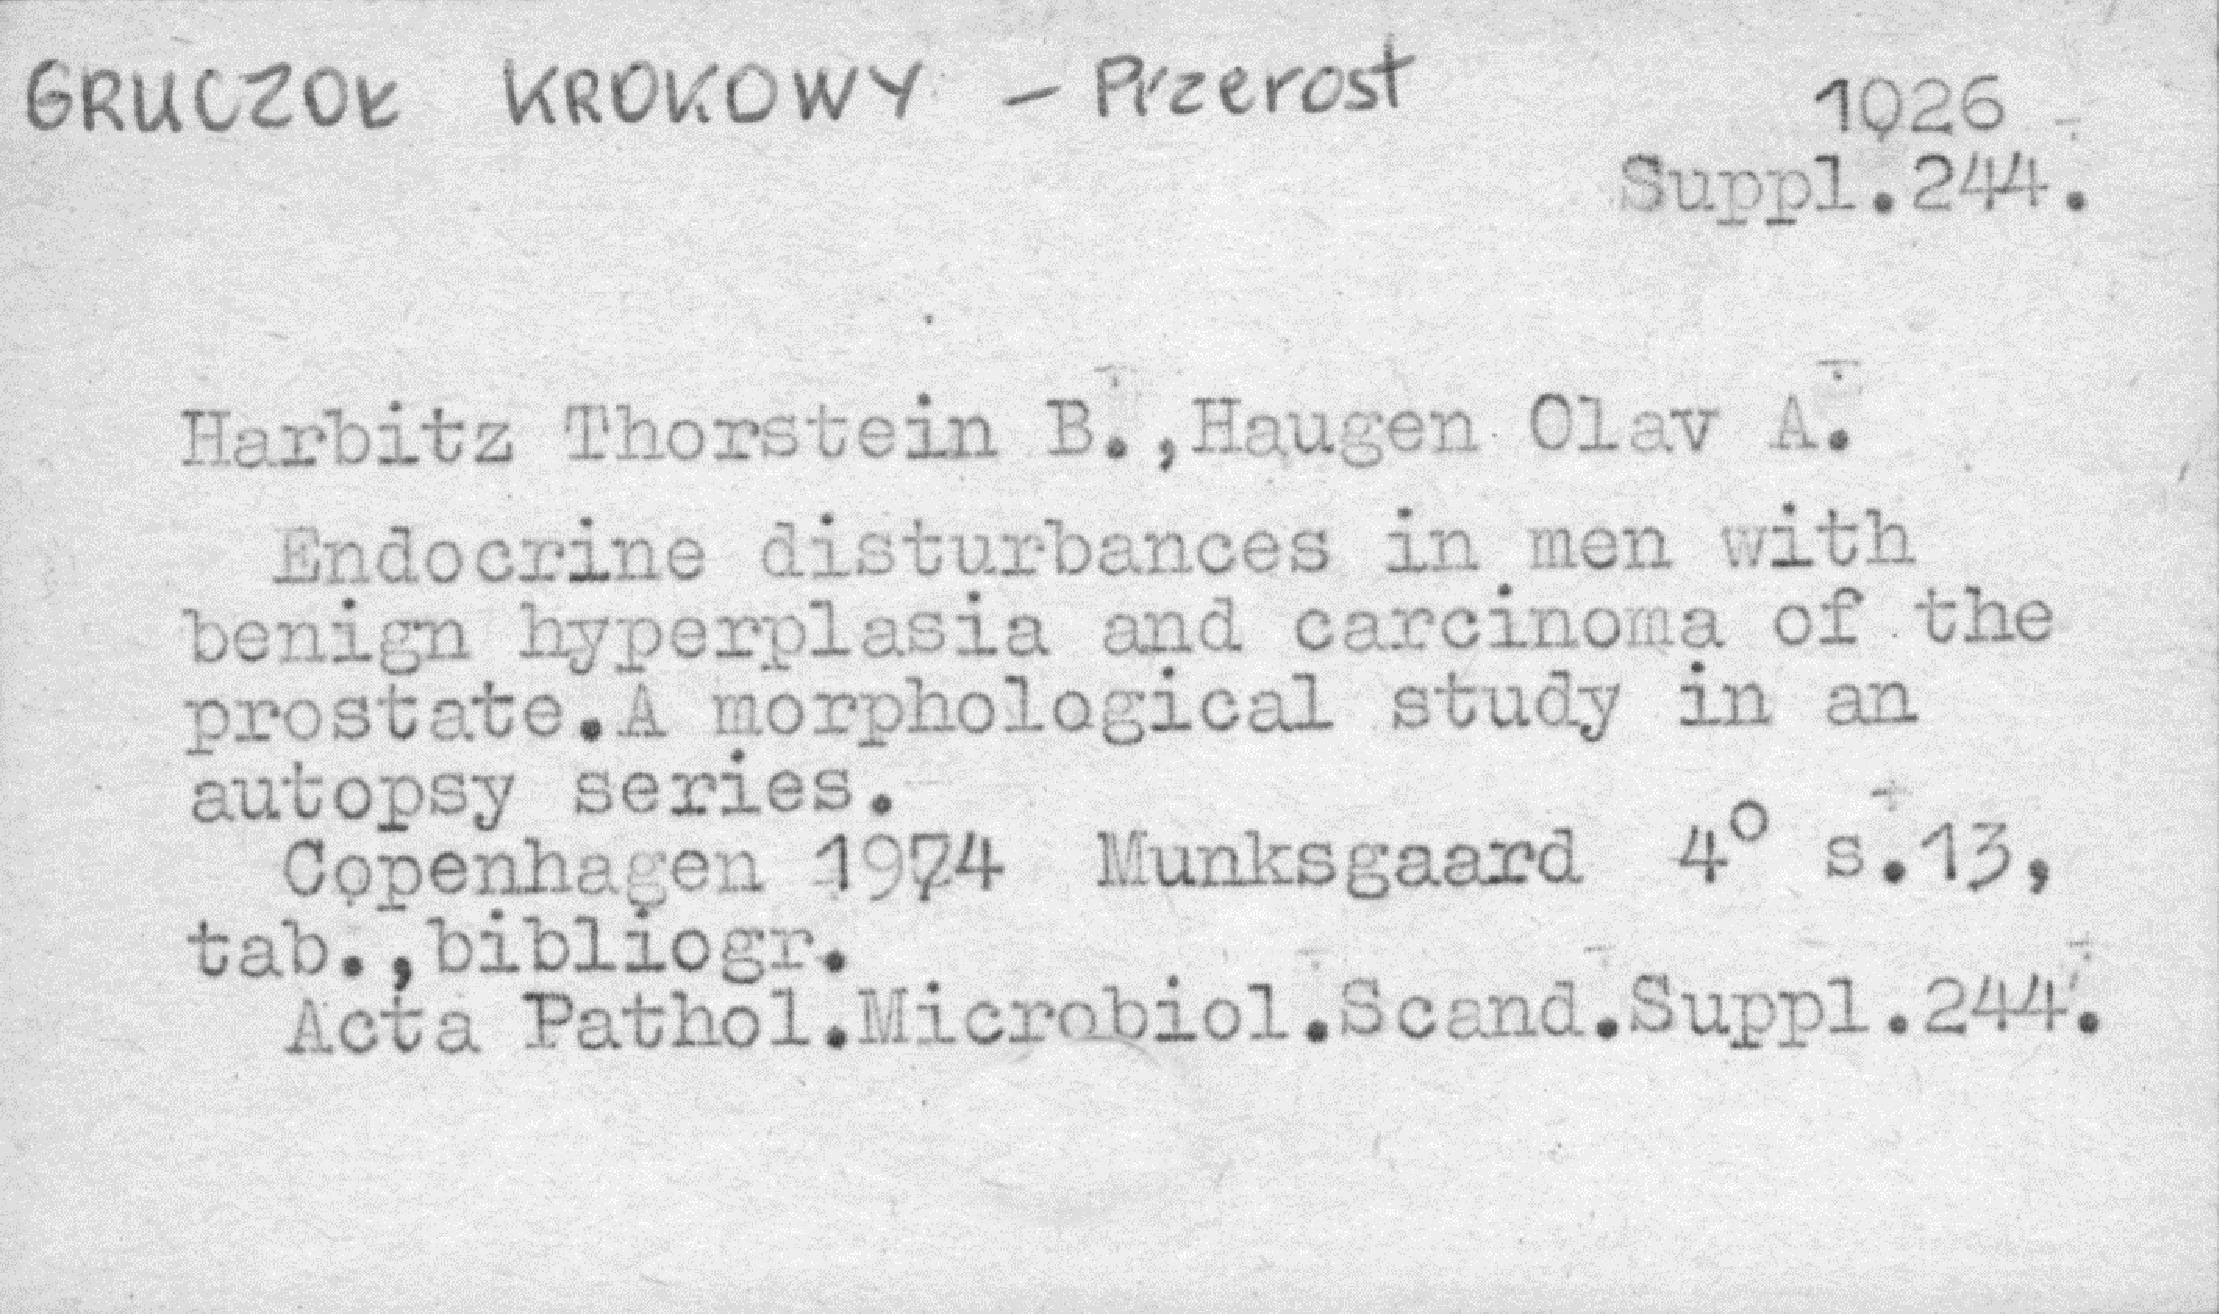 GRUCZOŁ KROKOWY – Przerost
1026
Suppl.244.
Harbitz Thorstein B.,Haugen Olav A.
Endocrine disturbances in men with
benign hyperplasia and carcinoma of the
prostate.A morphological study in an
autopsy series.
Copenhagen 1974 Munksgaard 4° s.13,
tab.,bibliogr.
Acta Pathol.Microbiol.Scand.Suppl.244.